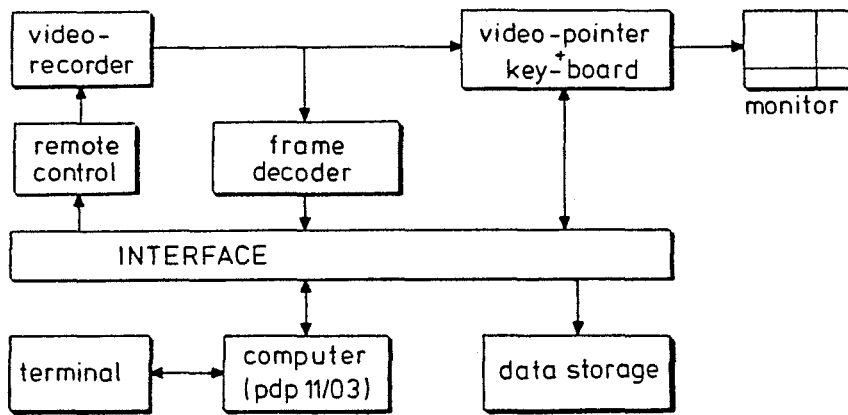 video-
recorder
video-pointer
+
key-board
monitor
remote
control
frame
decoder
INTERFACE
terminal
computer
(pdp 11/03)
data storage